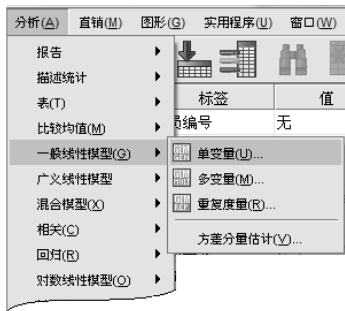 分析(A) 直销(M) 图形(G) 实用程序(U) 窗口(W)
报告
描述统计
表(T)
标签 值
员编号 无
比较均值(M)
一般线性模型(G)
单变量(U)...
广义线性模型
多变量(M)...
混合模型(X)
重复度量(R)...
相关(C)
方差分量估计(V)...
回归(R)
对数线性模型(O)